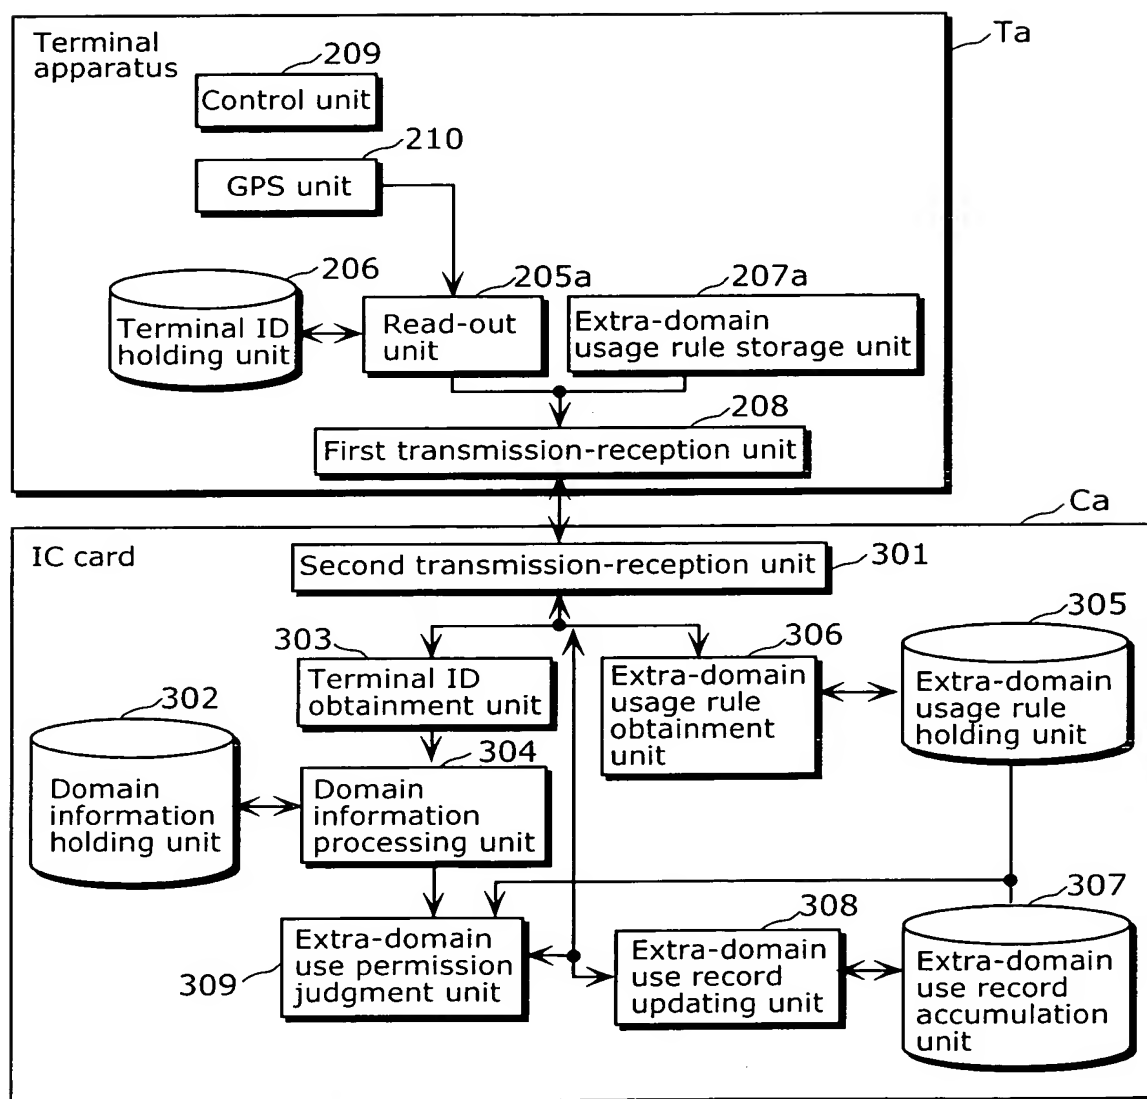 Terminal
apparatus
Ta
209
Control unit
210
GPS unit
206
Terminal ID
holding unit
205a
Read-out
unit
207a
Extra-domain
usage rule storage unit
208
First transmission-reception unit
Ca
IC card
Second transmission-reception unit
301
303
Terminal ID
obtainment unit
306
Extra-domain
usage rule
obtainment
unit
305
Extra-domain
usage rule
holding unit
302
Domain
information
holding unit
304
Domain
information
processing unit
309
Extra-domain
use permission
judgment unit
308
Extra-domain
use record
updating unit
307
Extra-domain
use record
accumulation
unit